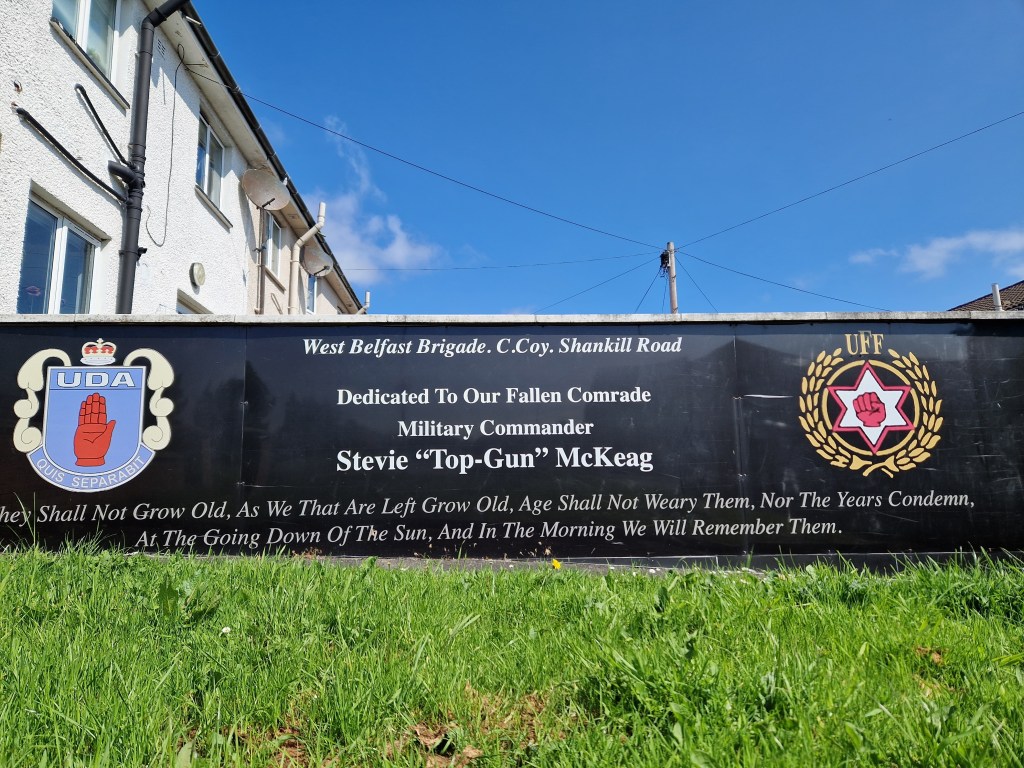 UDA
QUIS SEPARABIT
West Belfast Brigade. C.Coy. Shankill Road
Dedicated To Our Fallen Comrade
Military Commander
Stevie “Top-Gun” McKeag
UFF
hey Shall Not Grow Old, As We That Are Left Grow Old, Age Shall Not Weary Them, Nor The Years Condemn,
At The Going Down Of The Sun, And In The Morning We Will Remember Them.